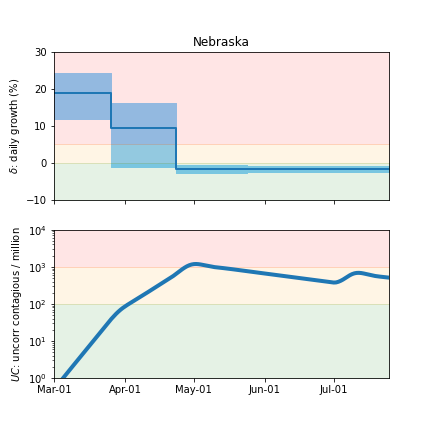 Nebraska
δ: daily growth (%)
30
20
10
0
−10
UC: uncorr contagious / million
10⁴
10³
10²
10¹
10⁰
Mar-01 Apr-01 May-01 Jun-01 Jul-01